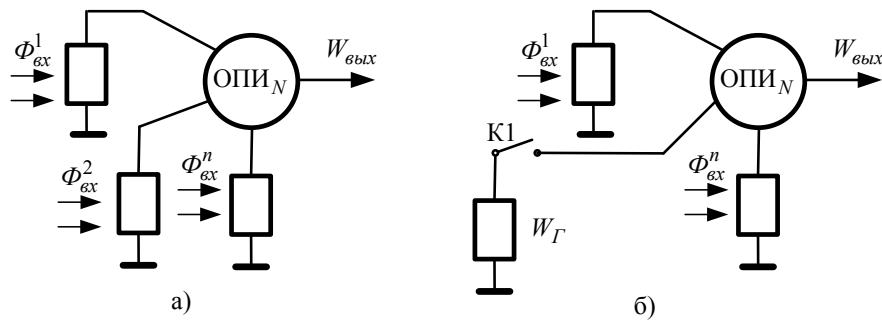 Φ¹вх
ОПИN
Wвых
Φ²вх
Φⁿвх
а)
Φ¹вх
ОПИN
Wвых
К1
WГ
Φⁿвх
б)